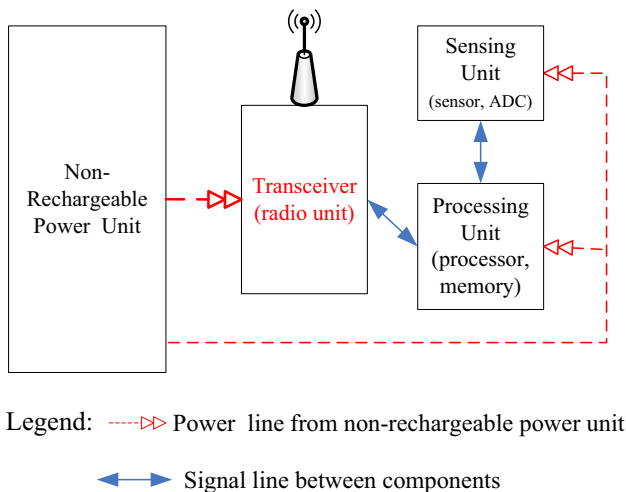 Non-
Rechargeable
Power Unit
Transceiver
(radio unit)
Sensing
Unit
(sensor, ADC)
Processing
Unit
(processor,
memory)
Legend:
Power line from non-rechargeable power unit
Signal line between components